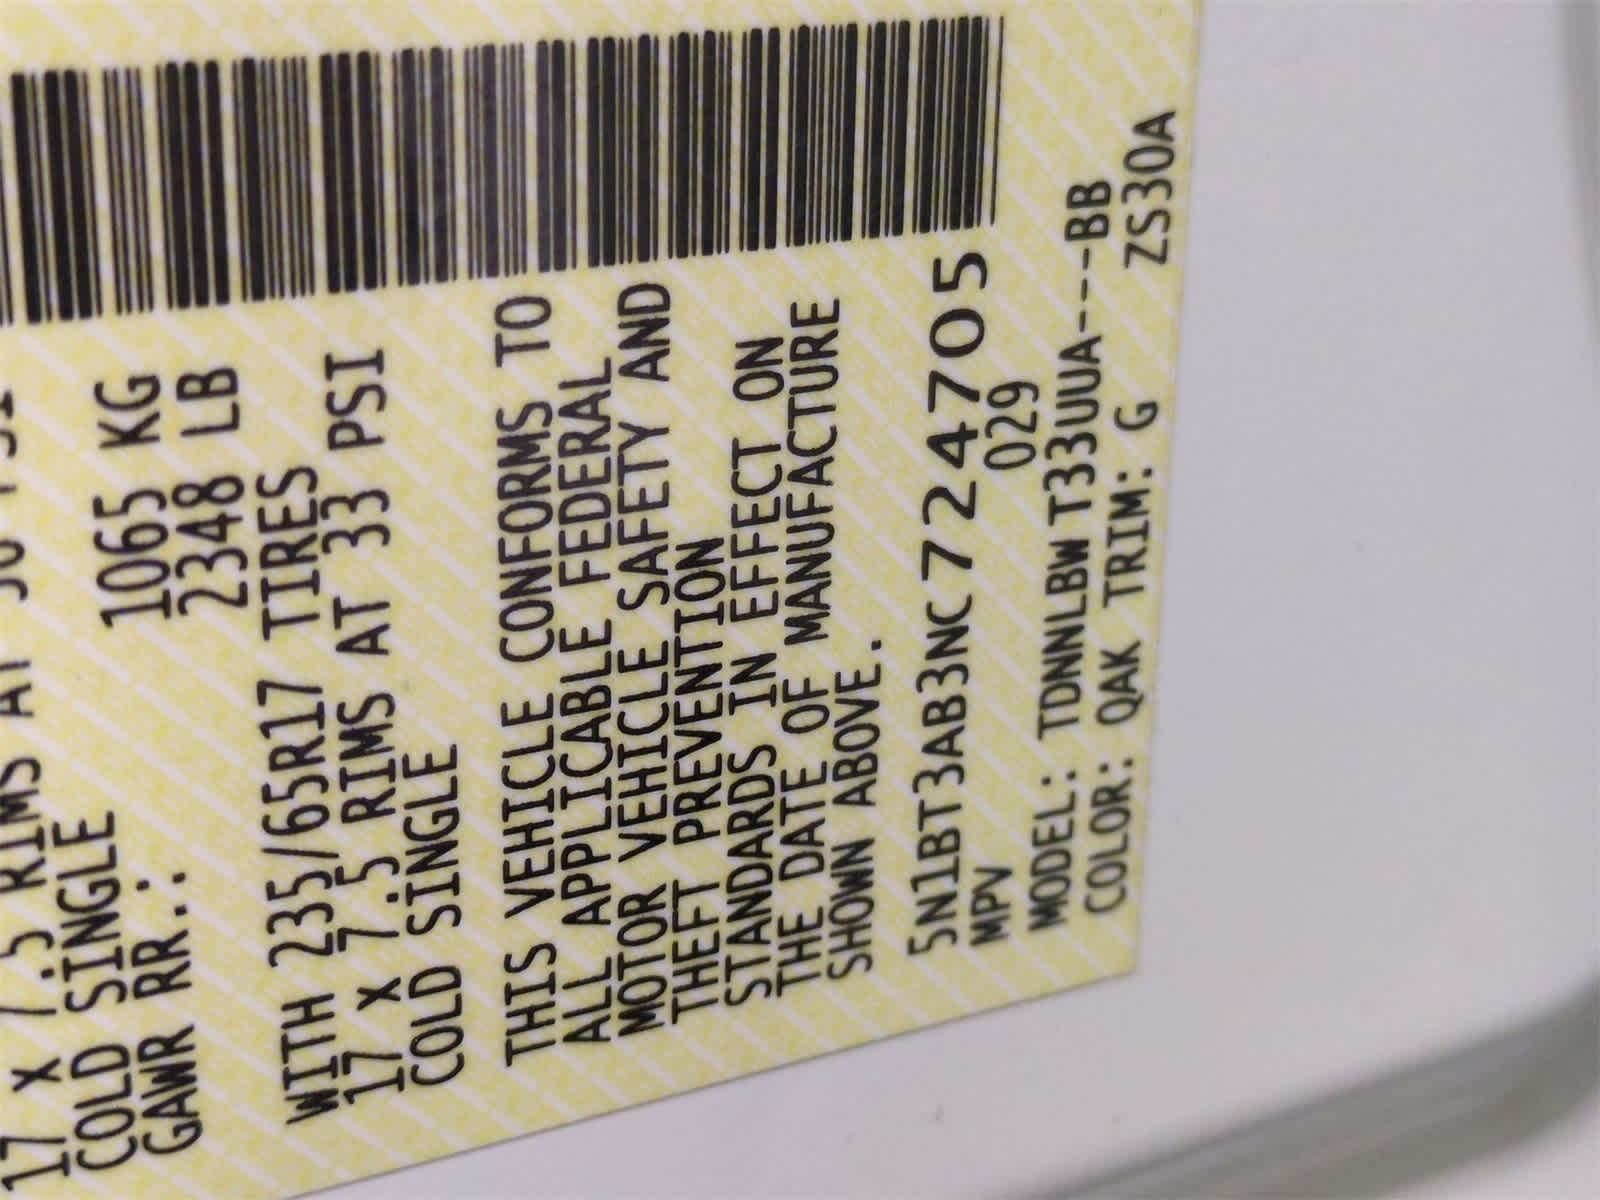 17 X 7.5 RIMS AT
COLD SINGLE
GAWR RR.: 1065 KG
2348 LB
WITH 235/65R17 TIRES
17 X 7.5 RIMS AT 33 PSI
COLD SINGLE
THIS VEHICLE CONFORMS TO
ALL APPLICABLE FEDERAL
MOTOR VEHICLE SAFETY AND
THEFT PREVENTION
STANDARDS IN EFFECT ON
THE DATE OF MANUFACTURE
SHOWN ABOVE.
5N1BT3AB3NC724705
MPV 029
MODEL: TDNNLBW T33UUA---BB
COLOR: QAK TRIM: G ZS30A